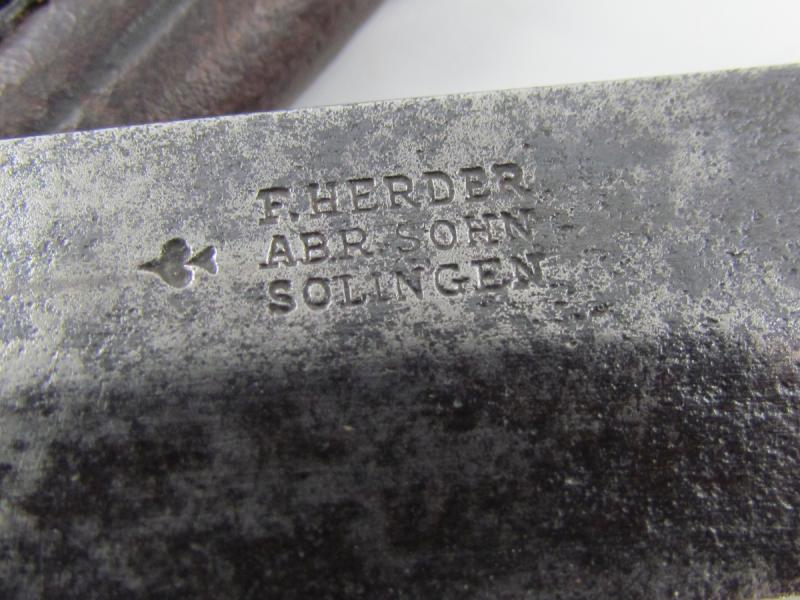 F. HERDER
ABR. SOHN
SOLINGEN